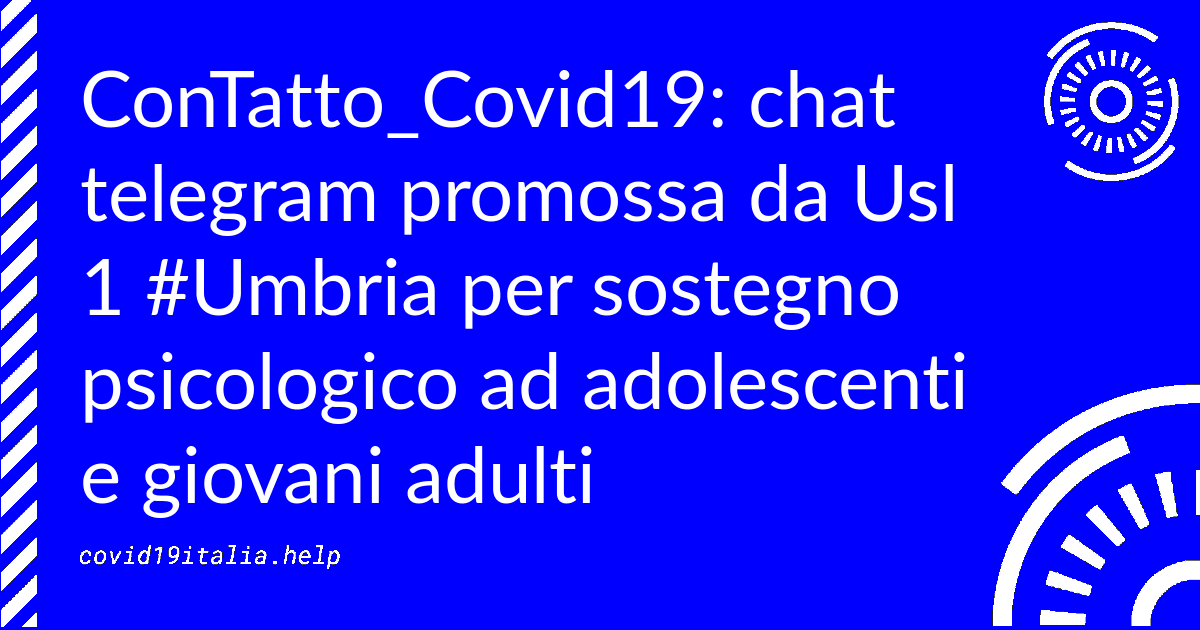 ConTatto_Covid19: chat
telegram promossa da Usl
1 #Umbria per sostegno
psicologico ad adolescenti
e giovani adulti
covid19italia.help